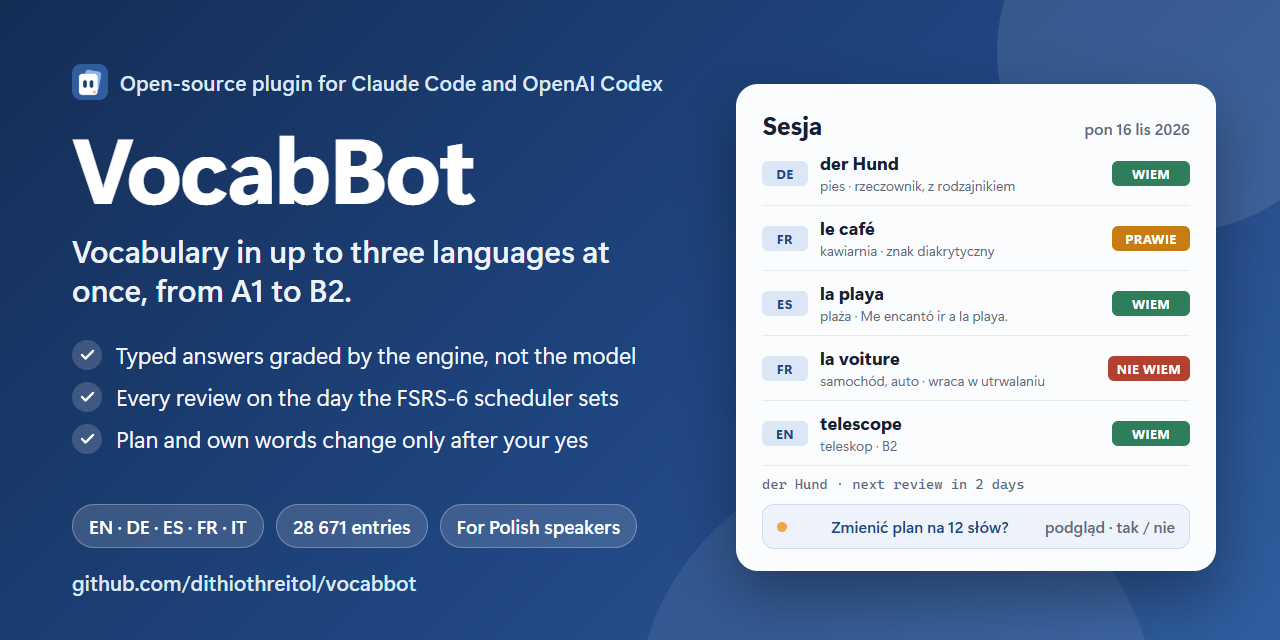 Open-source plugin for Claude Code and OpenAI Codex
VocabBot
Vocabulary in up to three languages at
once, from A1 to B2.
Typed answers graded by the engine, not the model
Every review on the day the FSRS-6 scheduler sets
Plan and own words change only after your yes
EN · DE · ES · FR · IT
28 671 entries
For Polish speakers
github.com/dithiothreitol/vocabbot
Sesja
pon 16 lis 2026
DE
der Hund
pies · rzeczownik, z rodzajnikiem
WIEM
FR
le café
kawiarnia · znak diakrytyczny
PRAWIE
ES
la playa
plaża · Me encantó ir a la playa.
WIEM
FR
la voiture
samochód, auto · wraca w utrwalaniu
NIE WIEM
EN
telescope
teleskop · B2
WIEM
der Hund · next review in 2 days
Zmienić plan na 12 słów?
podgląd · tak / nie